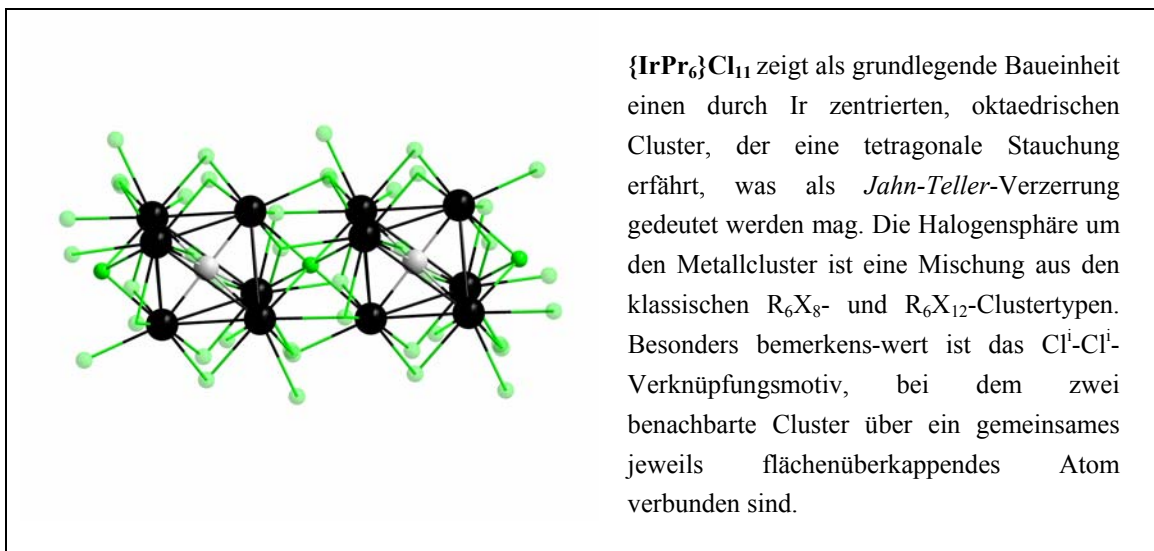 {IrPr₆}Cl₁₁ zeigt als grundlegende Baueinheit
einen durch Ir zentrierten, oktaedrischen
Cluster, der eine tetragonale Stauchung
erfährt, was als Jahn-Teller-Verzerrung
gedeutet werden mag. Die Halogensphäre um
den Metallcluster ist eine Mischung aus den
klassischen R₆X₈- und R₆X₁₂-Clustertypen.
Besonders bemerkens-wert ist das Clⁱ-Clⁱ-
Verknüpfungsmotiv, bei dem zwei
benachbarte Cluster über ein gemeinsames
jeweils flächenüberkappendes Atom
verbunden sind.